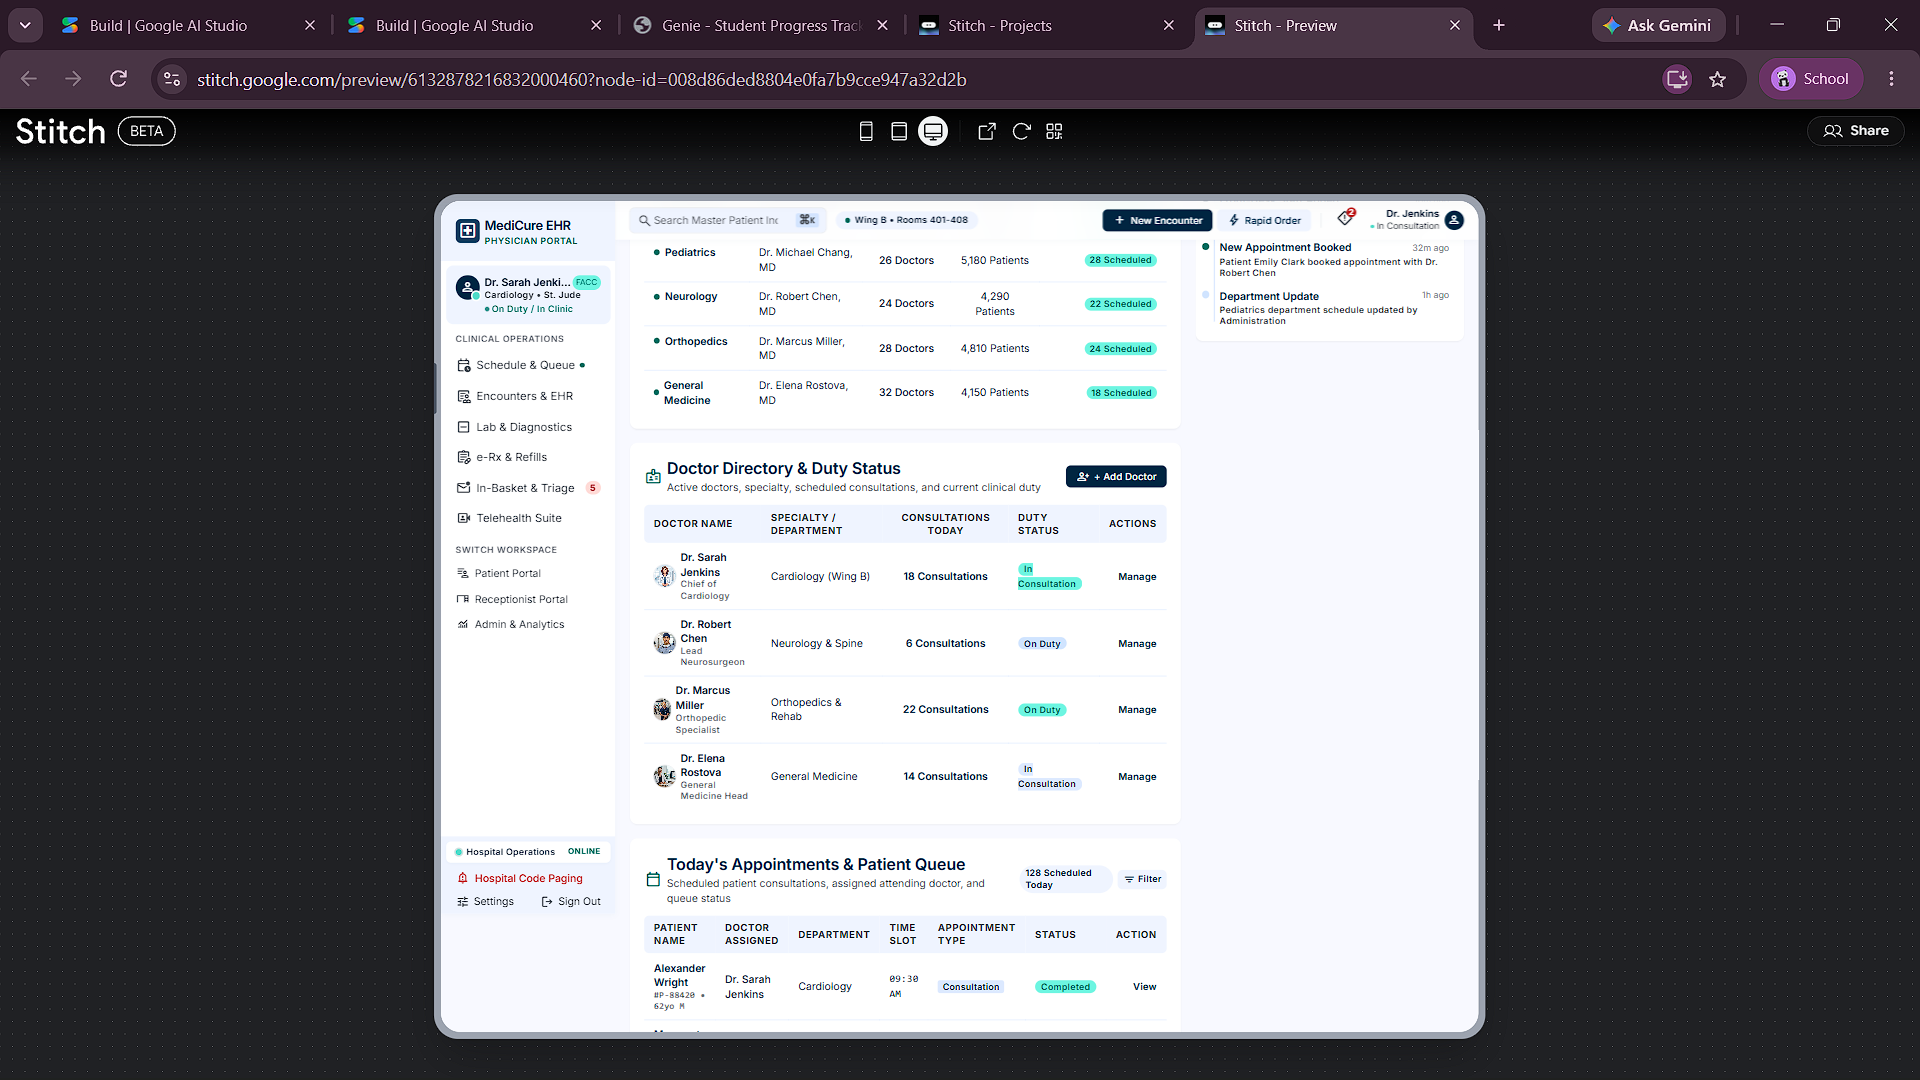 Build | Google AI Studio
Build | Google AI Studio
Genie - Student Progress Track
Stitch - Projects
Stitch - Preview
Ask Gemini
stitch.google.com/preview/6132878216832000460?node-id=008d86ded8804e0fa7b9cce947a32d2b
School
Stitch BETA
Share
MediCure EHR
PHYSICIAN PORTAL
Search Master Patient Ind
⌘K
Wing B • Rooms 401-408
+ New Encounter
Rapid Order
2
Dr. Jenkins
In Consultation
Dr. Sarah Jenki...
FACC
Cardiology • St. Jude
On Duty / In Clinic
CLINICAL OPERATIONS
Schedule & Queue
Encounters & EHR
Lab & Diagnostics
e-Rx & Refills
In-Basket & Triage 5
Telehealth Suite
SWITCH WORKSPACE
Patient Portal
Receptionist Portal
Admin & Analytics
Hospital Operations ONLINE
Hospital Code Paging
Settings
Sign Out
Pediatrics
Dr. Michael Chang,
MD
26 Doctors
5,180 Patients
28 Scheduled
Neurology
Dr. Robert Chen,
MD
24 Doctors
4,290
Patients
22 Scheduled
Orthopedics
Dr. Marcus Miller,
MD
28 Doctors
4,810 Patients
24 Scheduled
General
Medicine
Dr. Elena Rostova,
MD
32 Doctors
4,150 Patients
18 Scheduled
New Appointment Booked
32m ago
Patient Emily Clark booked appointment with Dr.
Robert Chen
Department Update
1h ago
Pediatrics department schedule updated by
Administration
Doctor Directory & Duty Status
Active doctors, specialty, scheduled consultations, and current clinical duty
+ Add Doctor
DOCTOR NAME
SPECIALTY /
DEPARTMENT
CONSULTATIONS
TODAY
DUTY
STATUS
ACTIONS
Dr. Sarah
Jenkins
Chief of
Cardiology
Cardiology (Wing B)
18 Consultations
In
Consultation
Manage
Dr. Robert
Chen
Lead
Neurosurgeon
Neurology & Spine
6 Consultations
On Duty
Manage
Dr. Marcus
Miller
Orthopedic
Specialist
Orthopedics &
Rehab
22 Consultations
On Duty
Manage
Dr. Elena
Rostova
General
Medicine Head
General Medicine
14 Consultations
In
Consultation
Manage
Today's Appointments & Patient Queue
Scheduled patient consultations, assigned attending doctor, and
queue status
128 Scheduled
Today
Filter
PATIENT
NAME
DOCTOR
ASSIGNED
DEPARTMENT
TIME
SLOT
APPOINTMENT
TYPE
STATUS
ACTION
Alexander
Wright
#P-88420 •
62yo M
Dr. Sarah
Jenkins
Cardiology
09:30
AM
Consultation
Completed
View